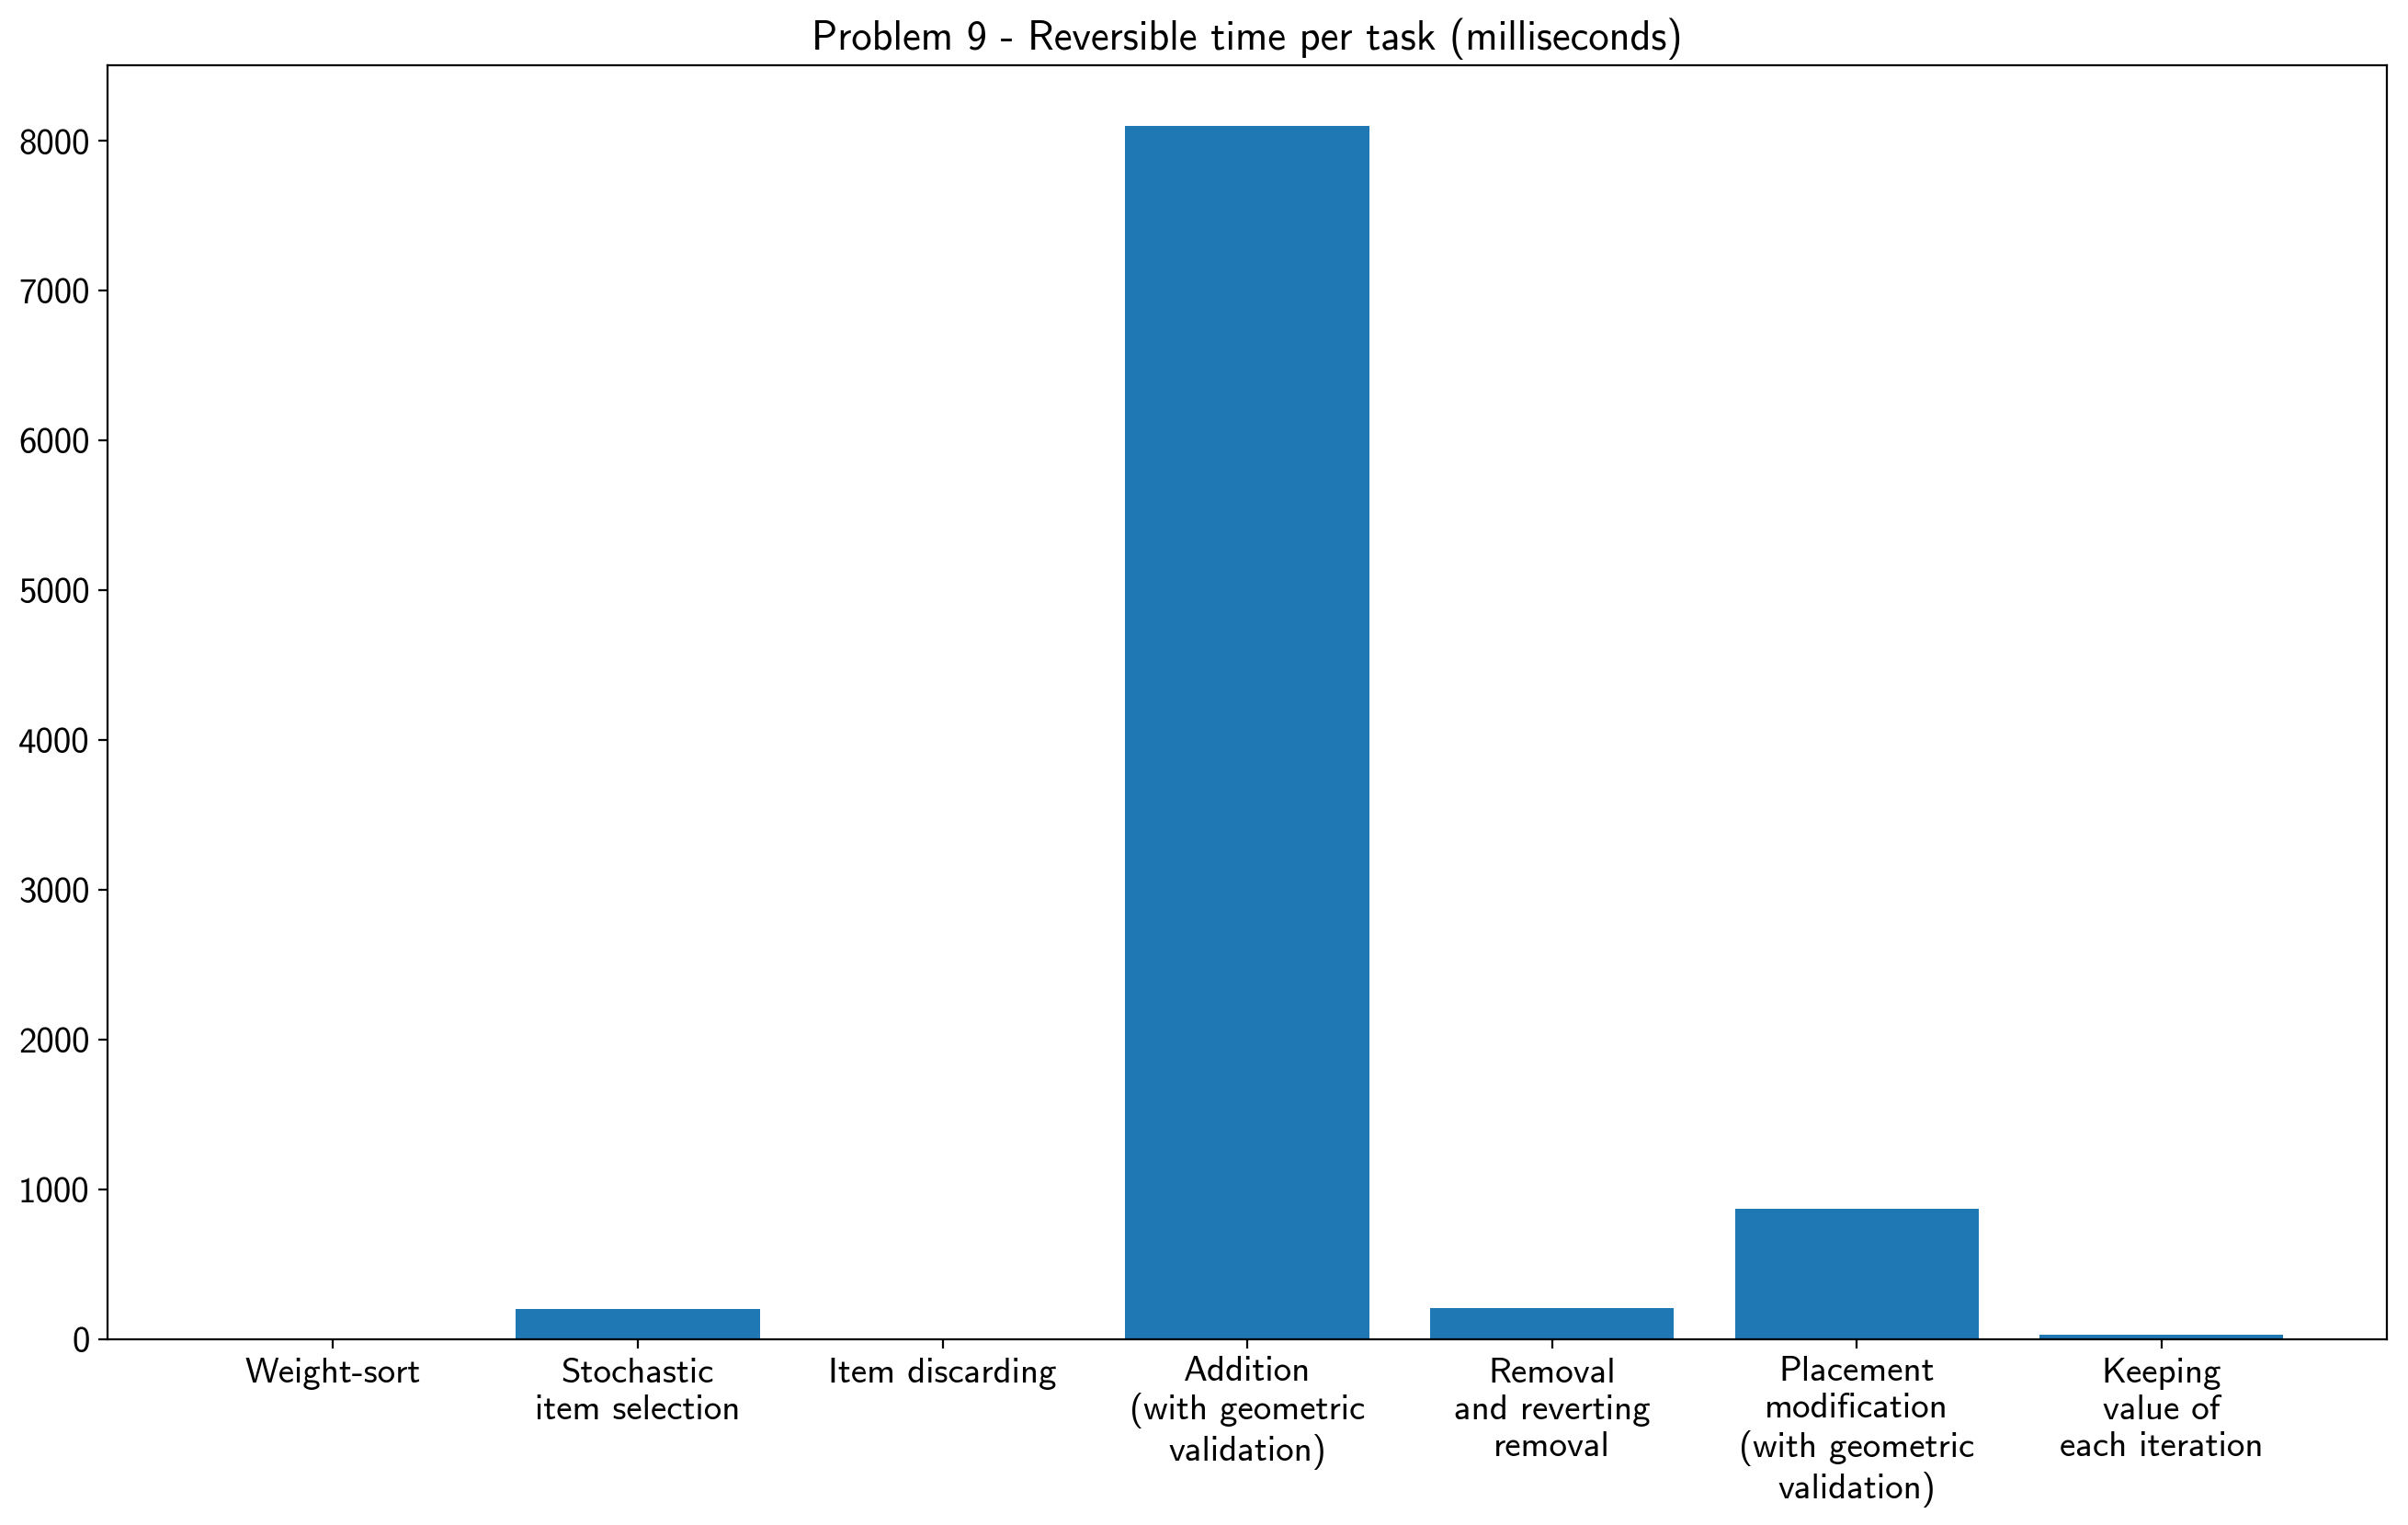 Problem 9 - Reversible time per task (milliseconds)
8000
7000
6000
5000
4000
3000
2000
1000
0
Weight-sort
Stochastic
item selection
Item discarding
Addition
(with geometric
validation)
Removal
and reverting
removal
Placement
modification
(with geometric
validation)
Keeping
value of
each iteration